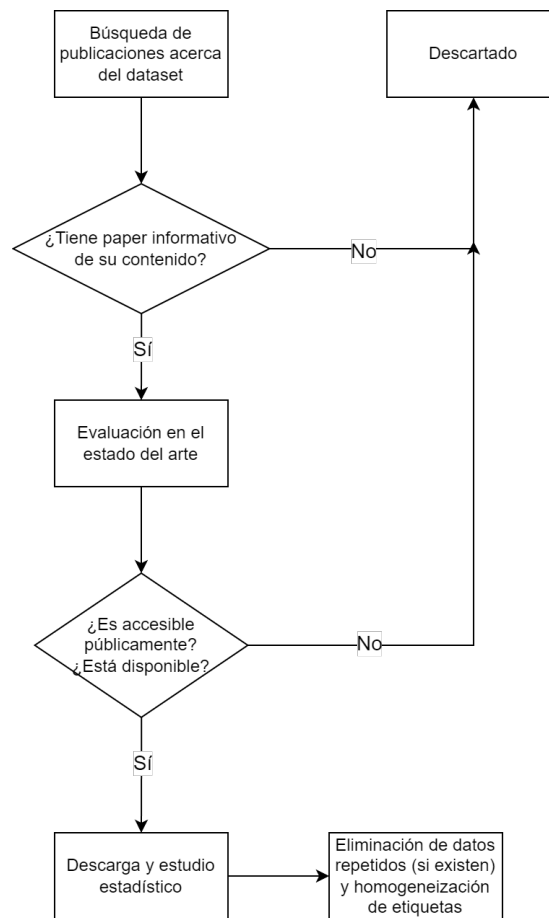 Búsqueda de
publicaciones acerca
del dataset
Descartado
¿Tiene paper informativo
de su contenido?
No
Sí
Evaluación en el
estado del arte
¿Es accesible
públicamente?
¿Está disponible?
No
Sí
Descarga y estudio
estadístico
Eliminación de datos
repetidos (si existen)
y homogeneización
de etiquetas